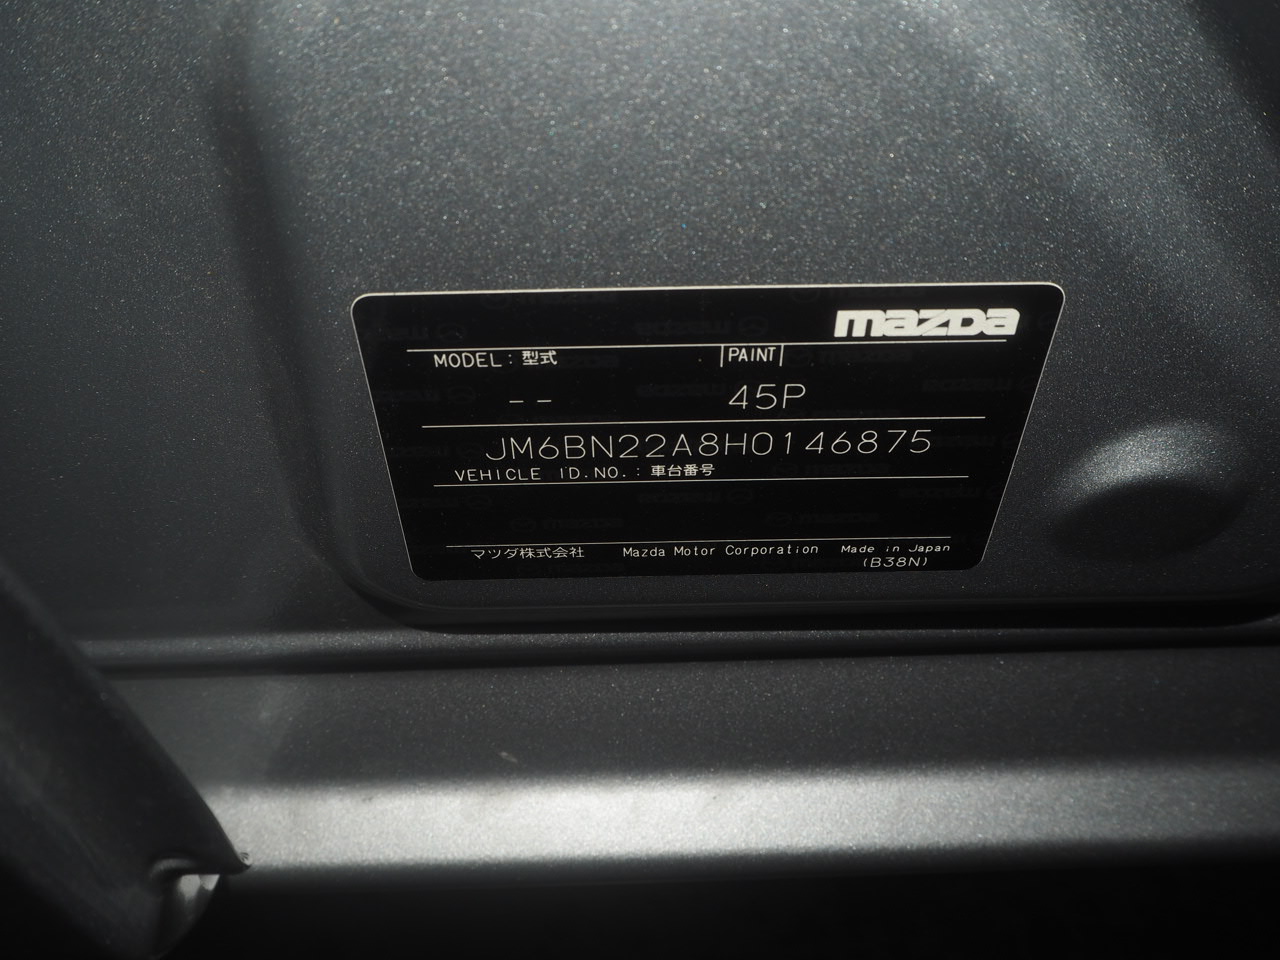 mazda
MODEL : 型式 PAINT
-- 45P
JM6BN22A8H0146875
VEHICLE ID.NO. : 車台番号
マツダ株式会社 Mazda Motor Corporation Made in Japan
(B38N)